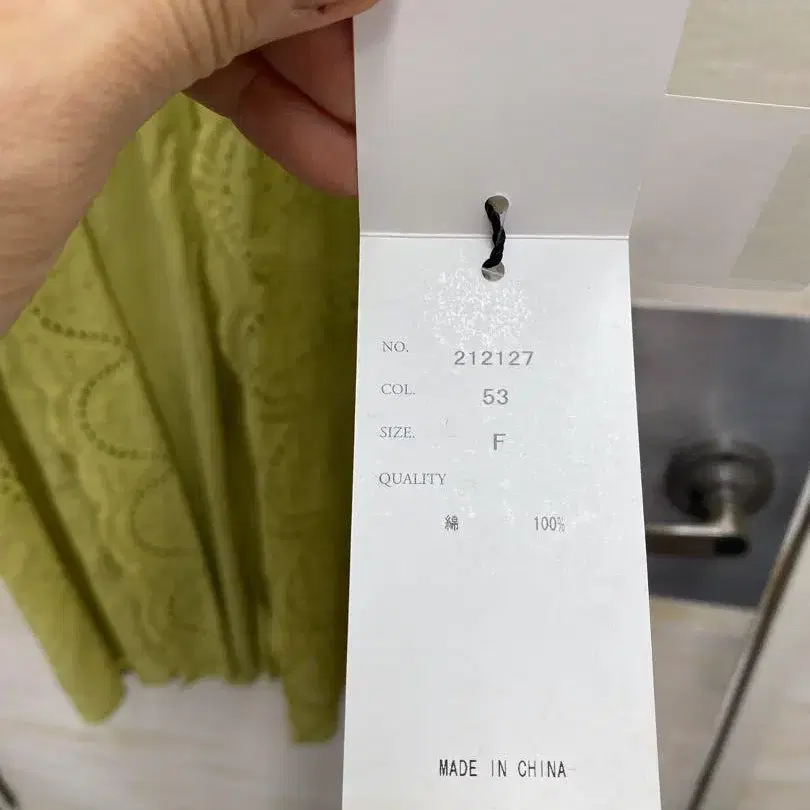 NO. 212127
COL. 53
SIZE. F
QUALITY
綿 100%
MADE IN CHINA